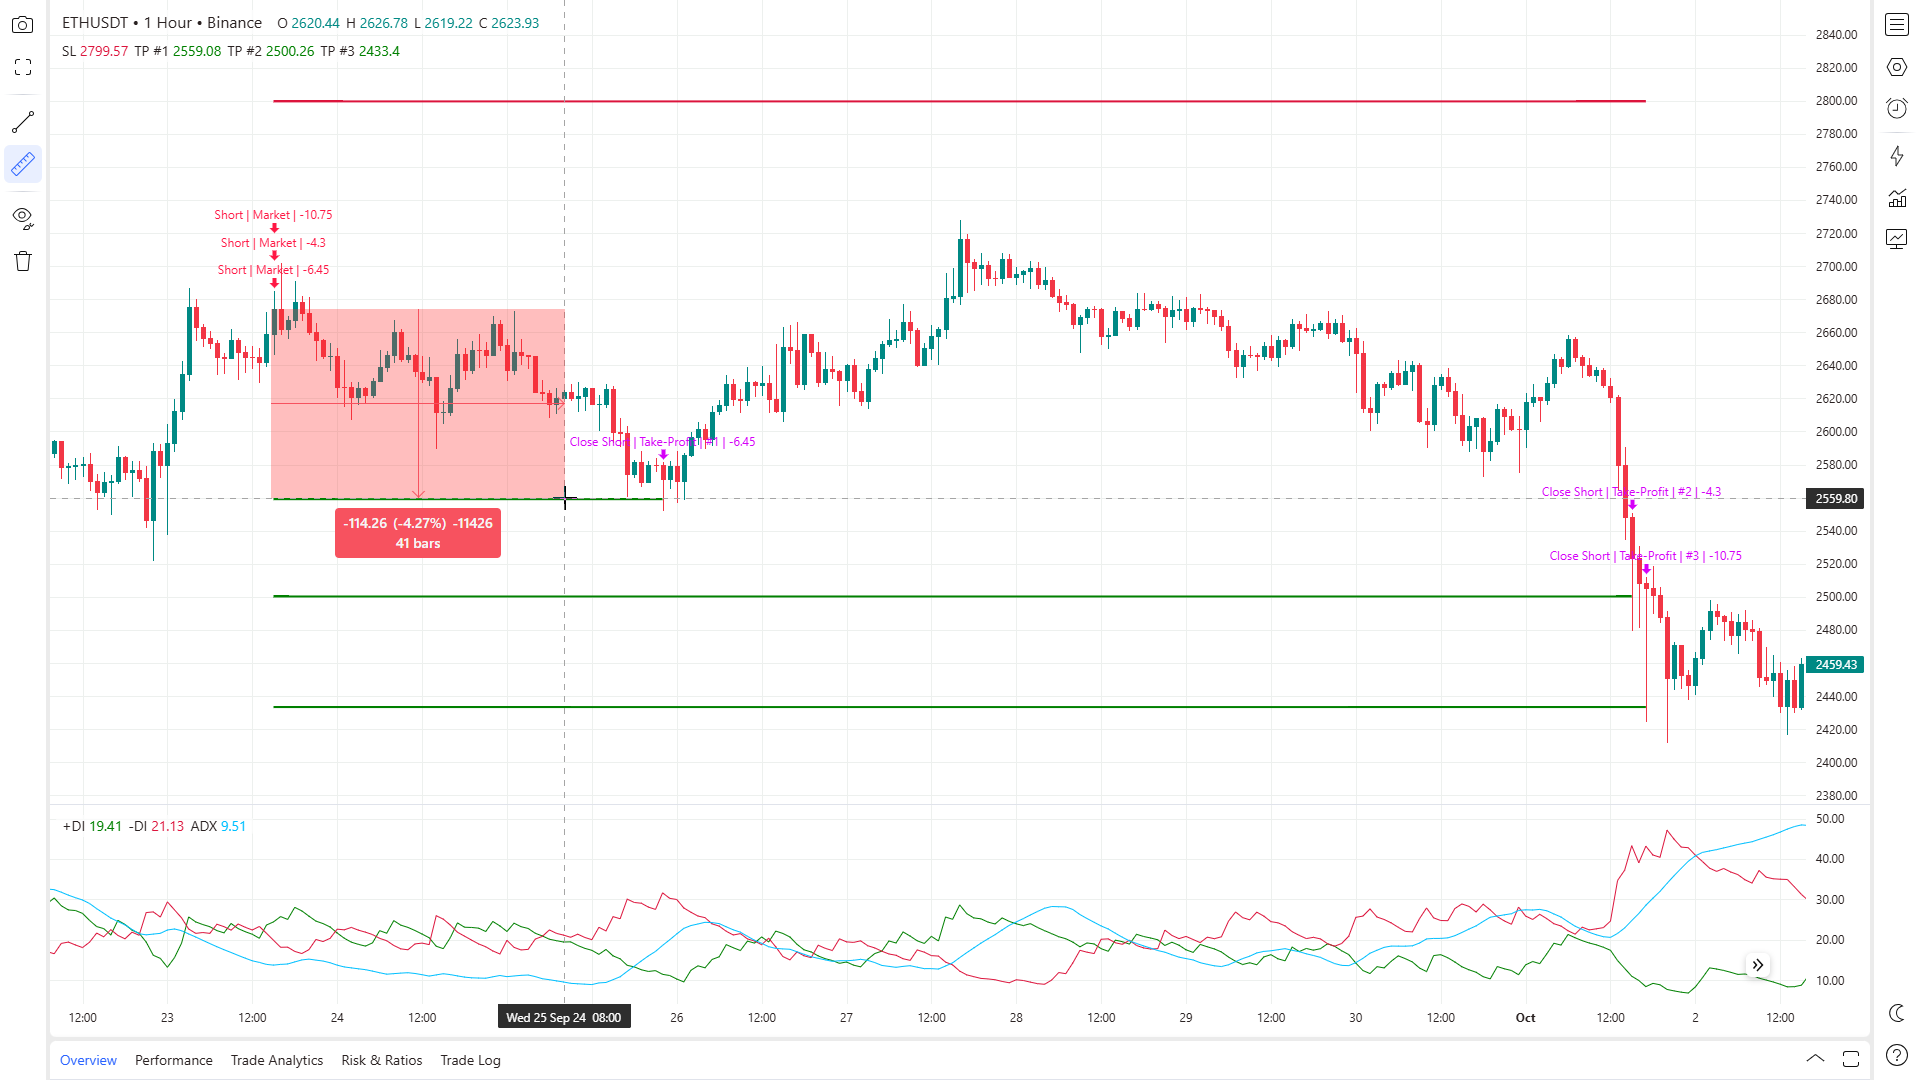 ETHUSDT • 1 Hour • Binance O 2620.44 H 2626.78 L 2619.22 C 2623.93
SL 2799.57 TP #1 2559.08 TP #2 2500.26 TP #3 2433.4
2840.00
2820.00
2800.00
2780.00
2760.00
2740.00
2720.00
2700.00
2680.00
2660.00
2640.00
2620.00
2600.00
2580.00
2559.80
2540.00
2520.00
2500.00
2480.00
2459.43
2440.00
2420.00
2400.00
2380.00
Short | Market | -10.75
Short | Market | -4.3
Short | Market | -6.45
Close Short | Take-Profit | #1 | -6.45
Close Short | Take-Profit | #2 | -4.3
-114.26 (-4.27%) -11426
41 bars
Close Short | Take-Profit | #3 | -10.75
+DI 19.41 -DI 21.13 ADX 9.51
50.00
40.00
30.00
20.00
10.00
12:00 23 12:00 24 12:00 Wed 25 Sep 24 08:00 26 12:00 27 12:00 28 12:00 29 12:00 30 12:00 Oct 12:00 2 12:00
Overview Performance Trade Analytics Risk & Ratios Trade Log